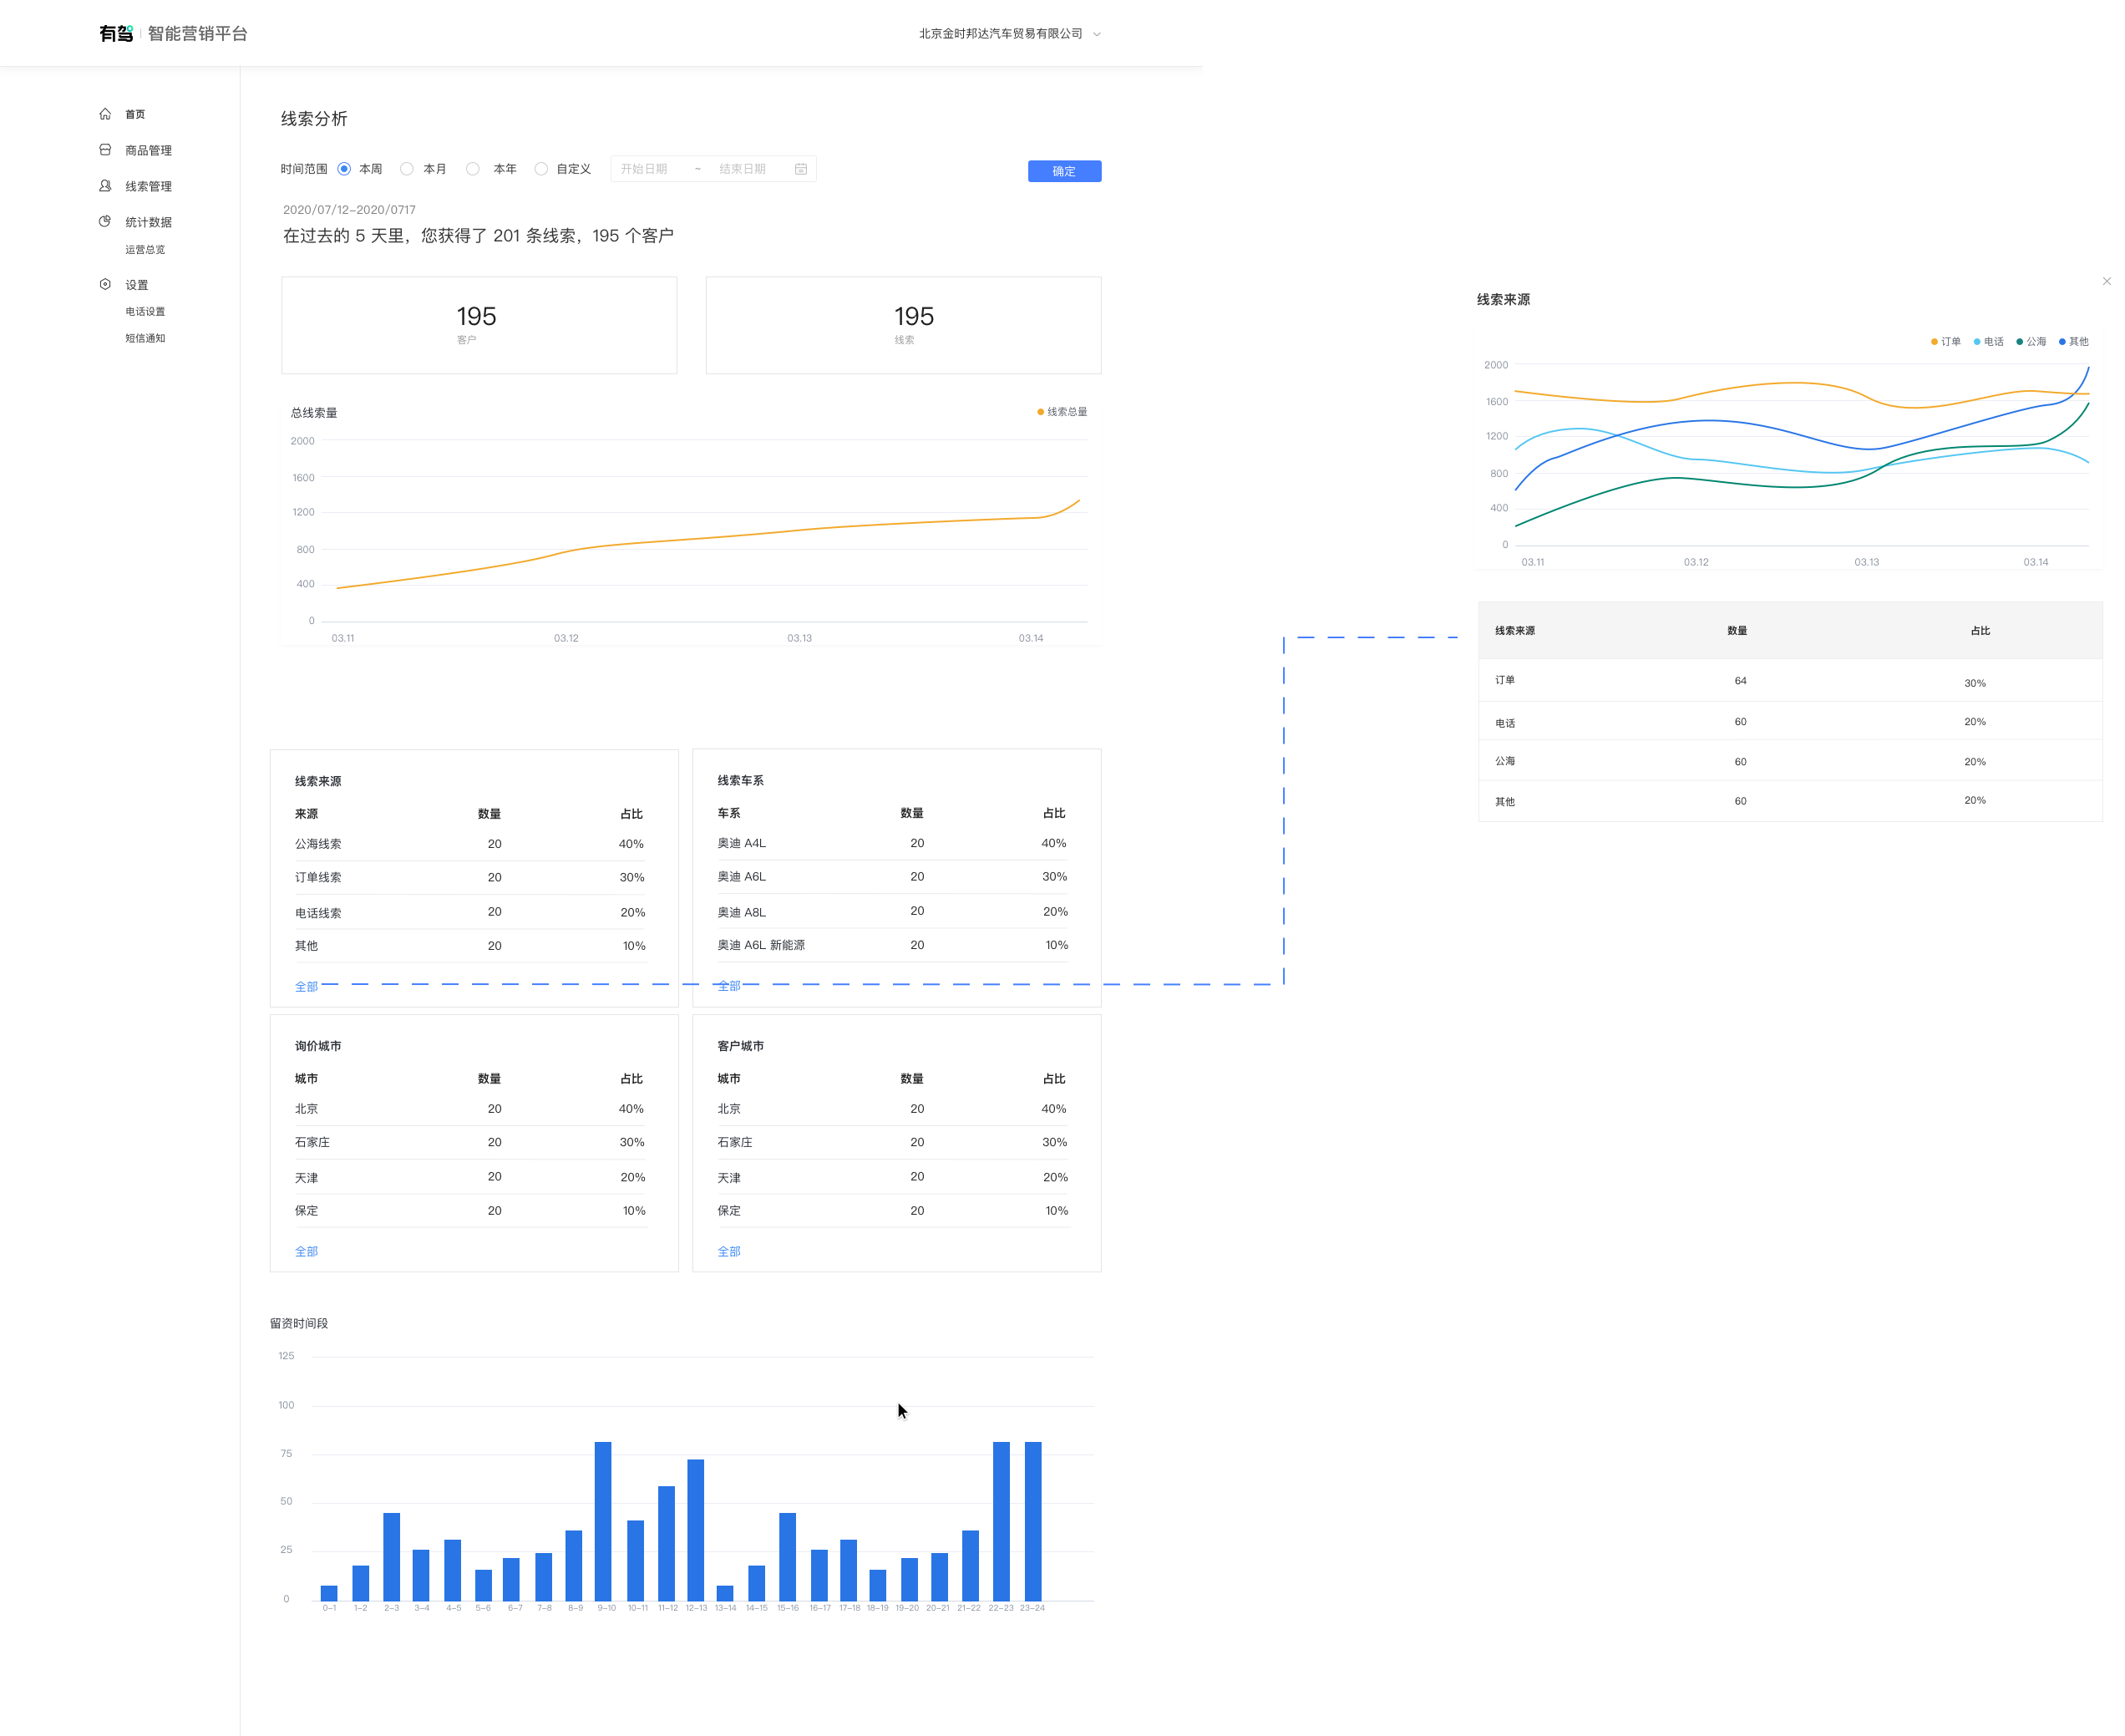 有驾 智能营销平台
北京金时邦达汽车贸易有限公司
首页
商品管理
线索管理
统计数据
运营总览
设置
电话设置
短信通知
线索分析
时间范围 本周 本月 本年 自定义 开始日期 ~ 结束日期 确定
2020/07/12-2020/0717
在过去的 5 天里，您获得了 201 条线索，195 个客户
195
客户
195
线索
总线索量
线索总量
2000
1600
1200
800
400
0
03.11 03.12 03.13 03.14
线索来源
来源 数量 占比
公海线索 20 40%
订单线索 20 30%
电话线索 20 20%
其他 20 10%
全部
线索车系
车系 数量 占比
奥迪 A4L 20 40%
奥迪 A6L 20 30%
奥迪 A8L 20 20%
奥迪 A6L 新能源 20 10%
全部
询价城市
城市 数量 占比
北京 20 40%
石家庄 20 30%
天津 20 20%
保定 20 10%
全部
客户城市
城市 数量 占比
北京 20 40%
石家庄 20 30%
天津 20 20%
保定 20 10%
全部
留资时间段
125
100
75
50
25
0
0-1 1-2 2-3 3-4 4-5 5-6 6-7 7-8 8-9 9-10 10-11 11-12 12-13 13-14 14-15 15-16 16-17 17-18 18-19 19-20 20-21 21-22 22-23 23-24
线索来源
订单 电话 公海 其他
2000
1600
1200
800
400
0
03.11 03.12 03.13 03.14
线索来源 数量 占比
订单 64 30%
电话 60 20%
公海 60 20%
其他 60 20%